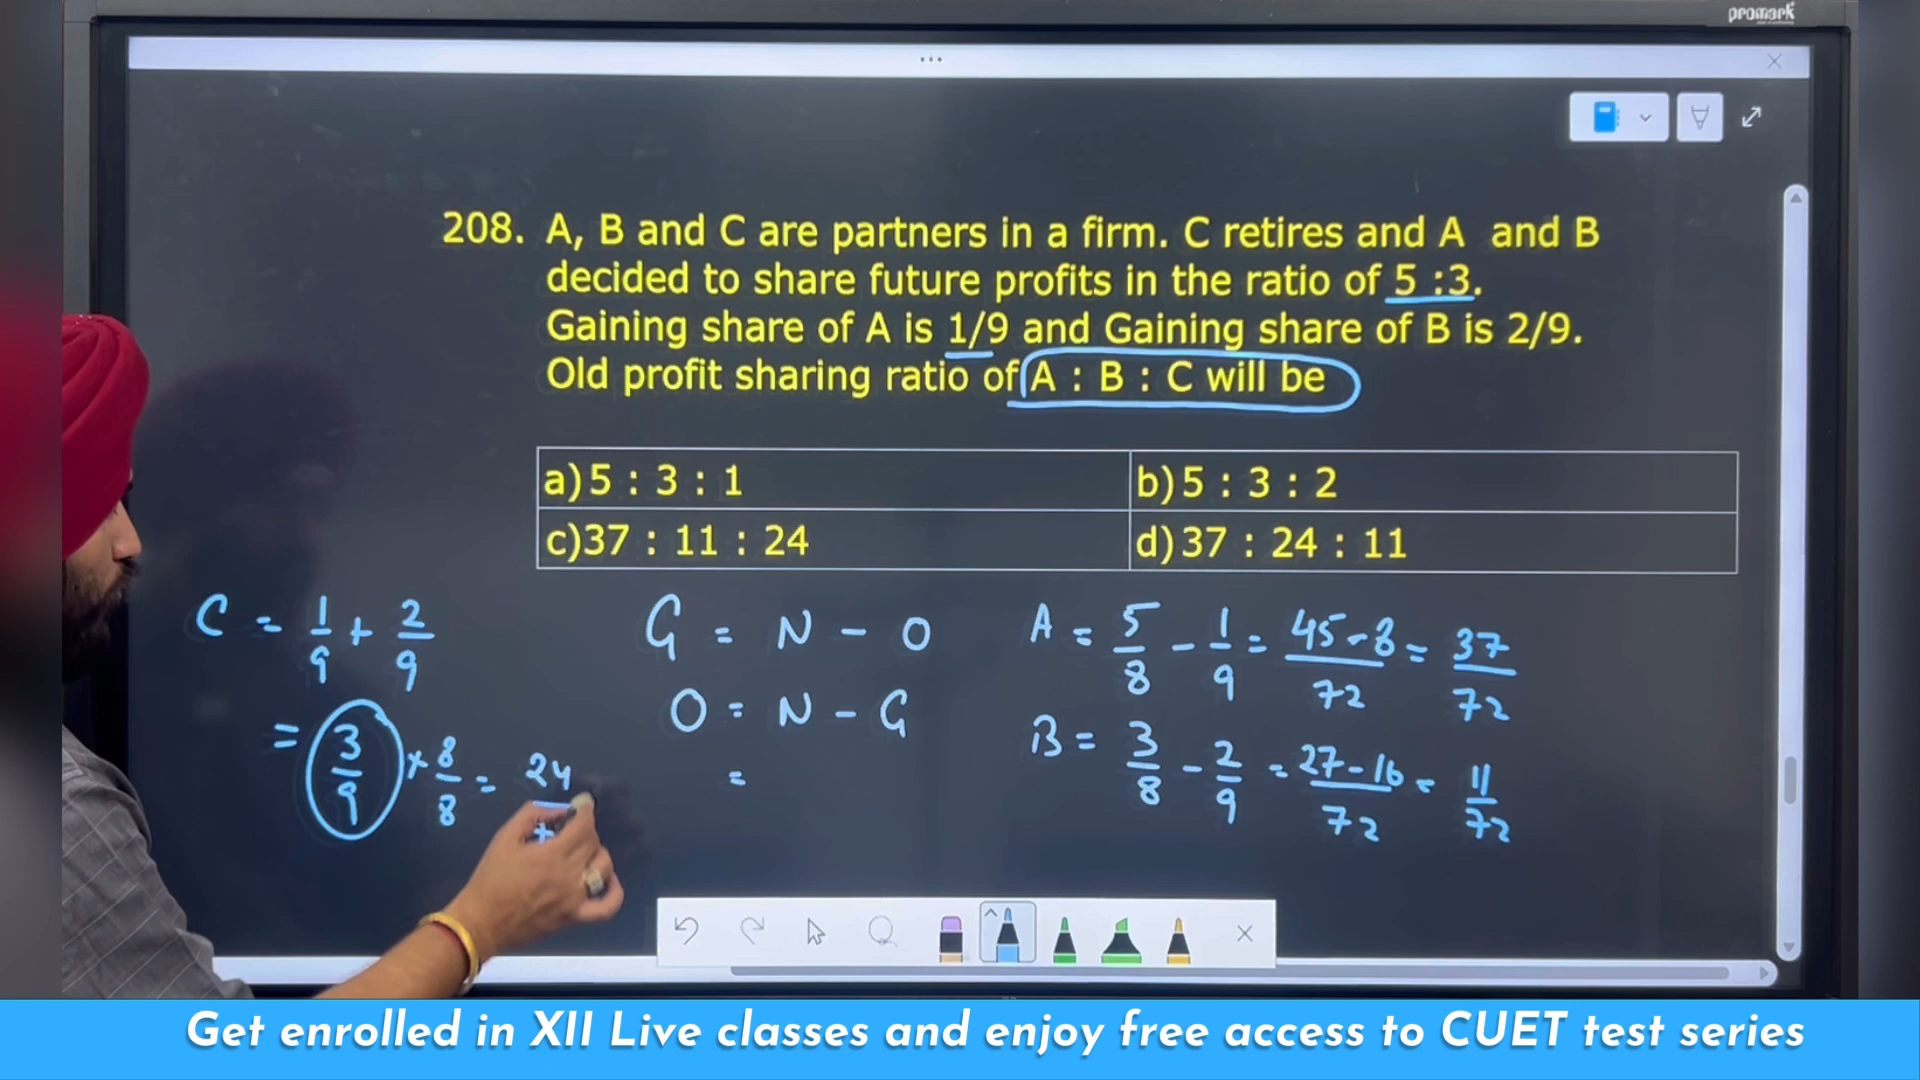 promark
208. A, B and C are partners in a firm. C retires and A and B
decided to share future profits in the ratio of 5 :3.
Gaining share of A is 1/9 and Gaining share of B is 2/9.
Old profit sharing ratio of A : B : C will be
a) 5 : 3 : 1
b) 5 : 3 : 2
c) 37 : 11 : 24
d) 37 : 24 : 11
C = 1/9 + 2/9
= 3/9 × 8/8 = 24
G = N - O
O = N - G
=
A = 5/8 - 1/9 = 45-8/72 = 37/72
B = 3/8 - 2/9 = 27-16/72 = 11/72
Get enrolled in XII Live classes and enjoy free access to CUET test series